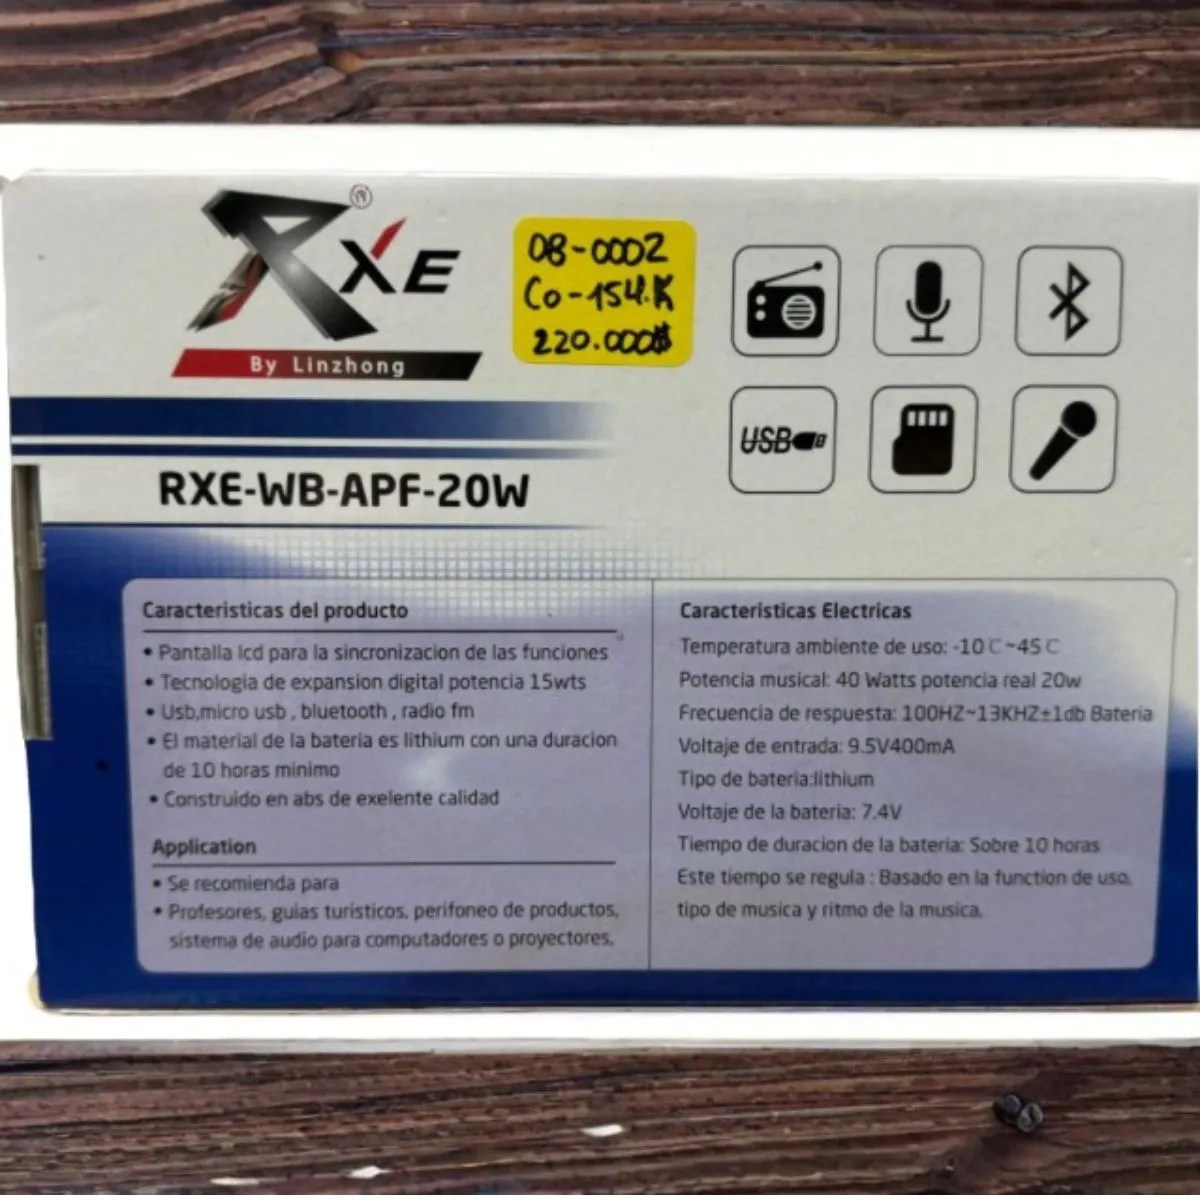 RXE
By Linzhong
08-0002
Co-154.K
220.000$
USB
RXE-WB-APF-20W
Caracteristicas del producto
• Pantalla lcd para la sincronizacion de las funciones
• Tecnologia de expansion digital potencia 15wts
• Usb,micro usb , bluetooth , radio fm
• El material de la bateria es lithium con una duracion
de 10 horas minimo
• Construido en abs de exelente calidad
Application
• Se recomienda para
• Profesores, guias turisticos, perifoneo de productos,
sistema de audio para computadores o proyectores,
Caracteristicas Electricas
Temperatura ambiente de uso: -10℃~45℃
Potencia musical: 40 Watts potencia real 20w
Frecuencia de respuesta: 100HZ~13KHZ±1db Bateria
Voltaje de entrada: 9.5V400mA
Tipo de bateria:lithium
Voltaje de la bateria: 7.4V
Tiempo de duracion de la bateria: Sobre 10 horas
Este tiempo se regula : Basado en la function de uso,
tipo de musica y ritmo de la musica.